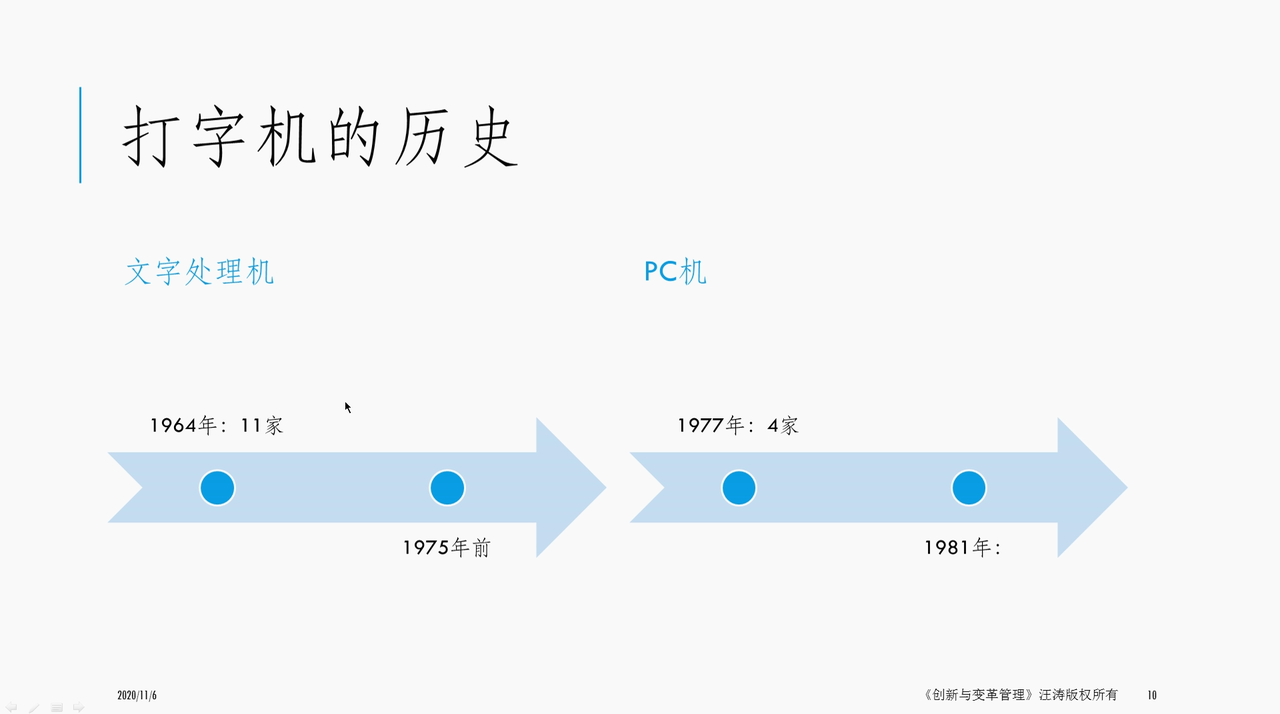 打字机的历史
文字处理机
PC机
1964年：11家
1975年前
1977年：4家
1981年：
2020/11/6
《创新与变革管理》汪涛版权所有
10